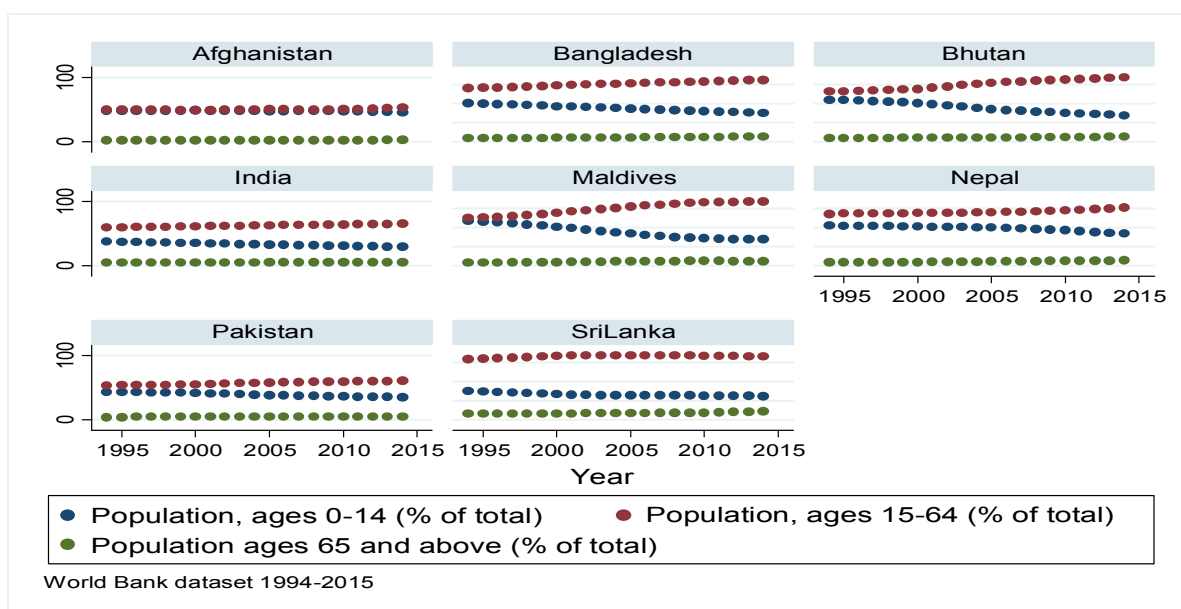 Afghanistan Bangladesh Bhutan
100
0
India Maldives Nepal
100
0
1995 2000 2005 2010 2015
Pakistan SriLanka
100
0
1995 2000 2005 2010 2015 1995 2000 2005 2010 2015
Year
Population, ages 0-14 (% of total) Population, ages 15-64 (% of total)
Population ages 65 and above (% of total)
World Bank dataset 1994-2015